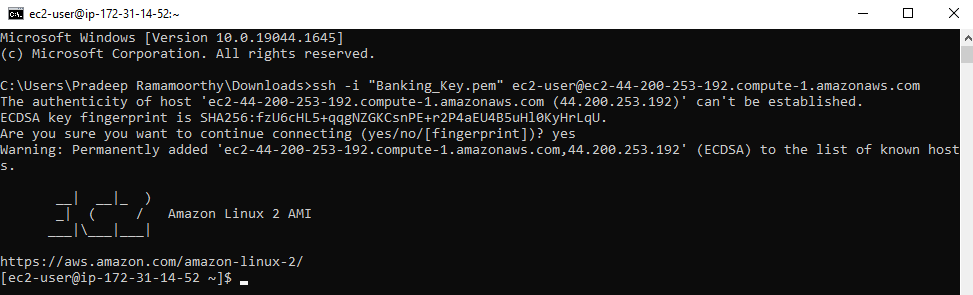 ec2-user@ip-172-31-14-52:~
Microsoft Windows [Version 10.0.19044.1645]
(c) Microsoft Corporation. All rights reserved.
C:\Users\Pradeep Ramamoorthy\Downloads>ssh -i "Banking_Key.pem" ec2-user@ec2-44-200-253-192.compute-1.amazonaws.com
The authenticity of host 'ec2-44-200-253-192.compute-1.amazonaws.com (44.200.253.192)' can't be established.
ECDSA key fingerprint is SHA256:fzU6cHL5+qqgNZGKCsnPE+r2P4aEU4B5uHl0KyHrLqU.
Are you sure you want to continue connecting (yes/no/[fingerprint])? yes
Warning: Permanently added 'ec2-44-200-253-192.compute-1.amazonaws.com,44.200.253.192' (ECDSA) to the list of known host
s.
       __|  __|_  )
       _|  (     /   Amazon Linux 2 AMI
      ___|\___|___|
https://aws.amazon.com/amazon-linux-2/
[ec2-user@ip-172-31-14-52 ~]$